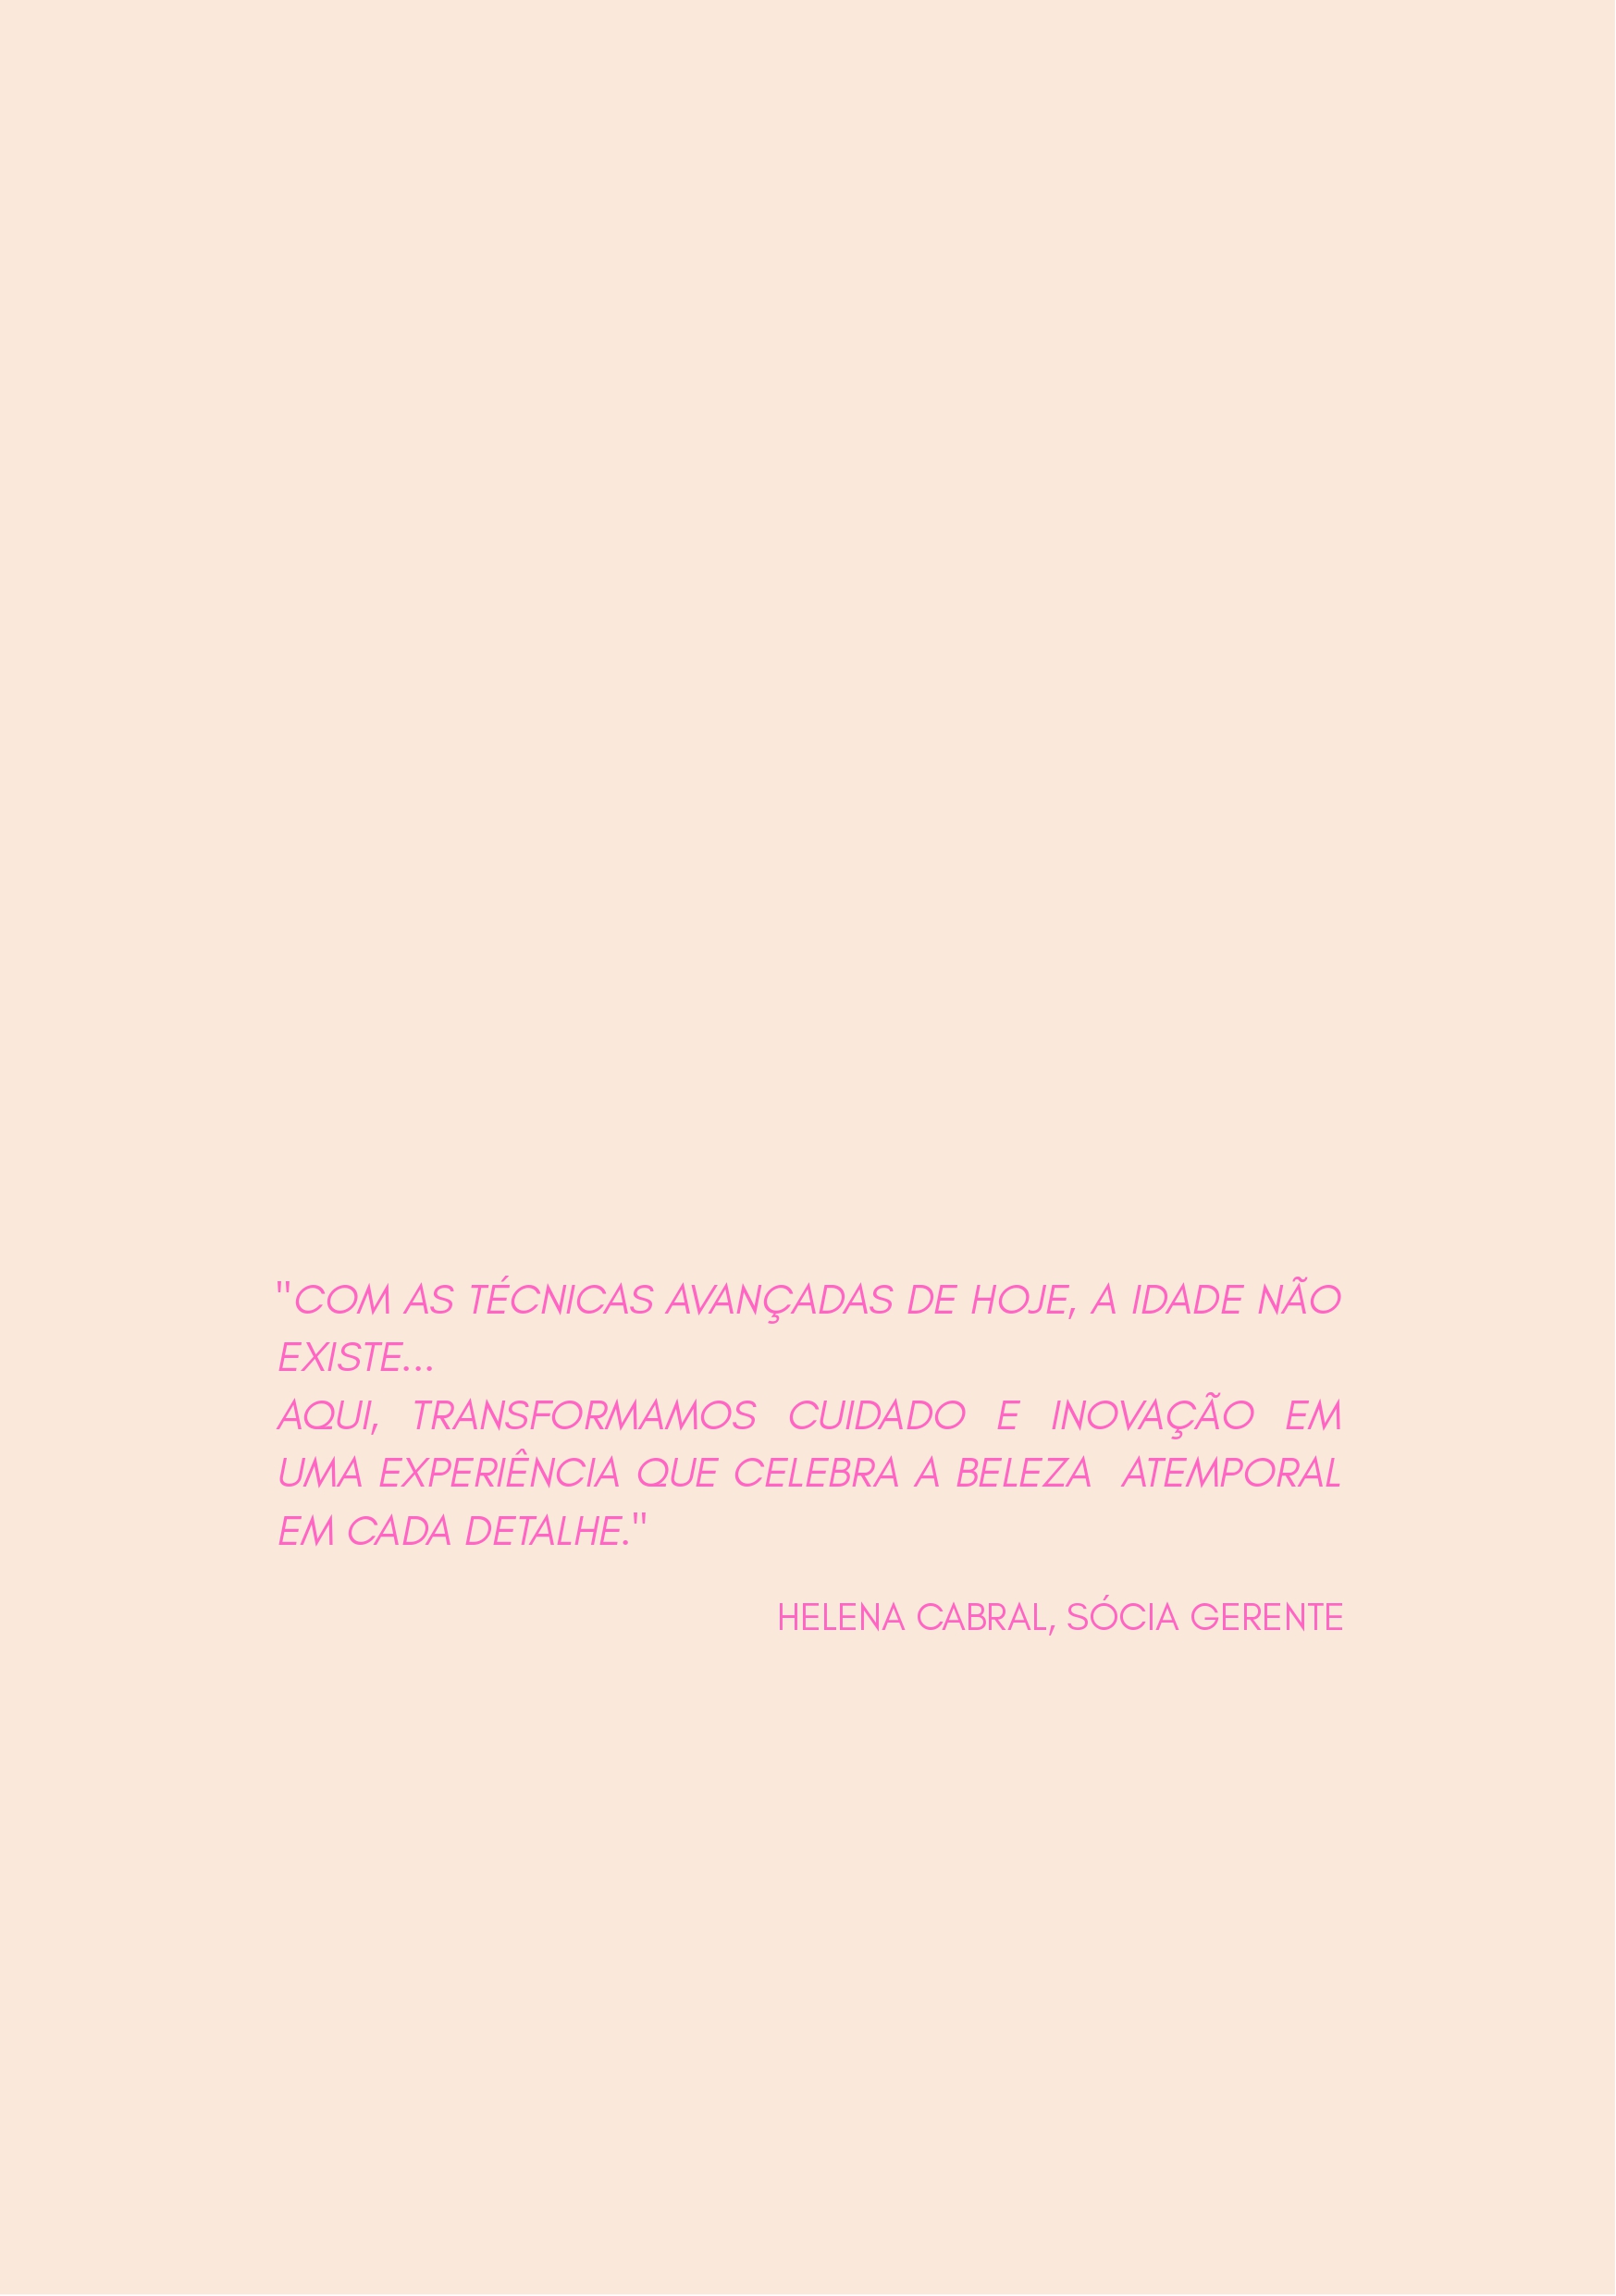 "COM AS TÉCNICAS AVANÇADAS DE HOJE, A IDADE NÃO
EXISTE...
AQUI, TRANSFORMAMOS CUIDADO E INOVAÇÃO EM
UMA EXPERIÊNCIA QUE CELEBRA A BELEZA ATEMPORAL
EM CADA DETALHE."
HELENA CABRAL, SÓCIA GERENTE